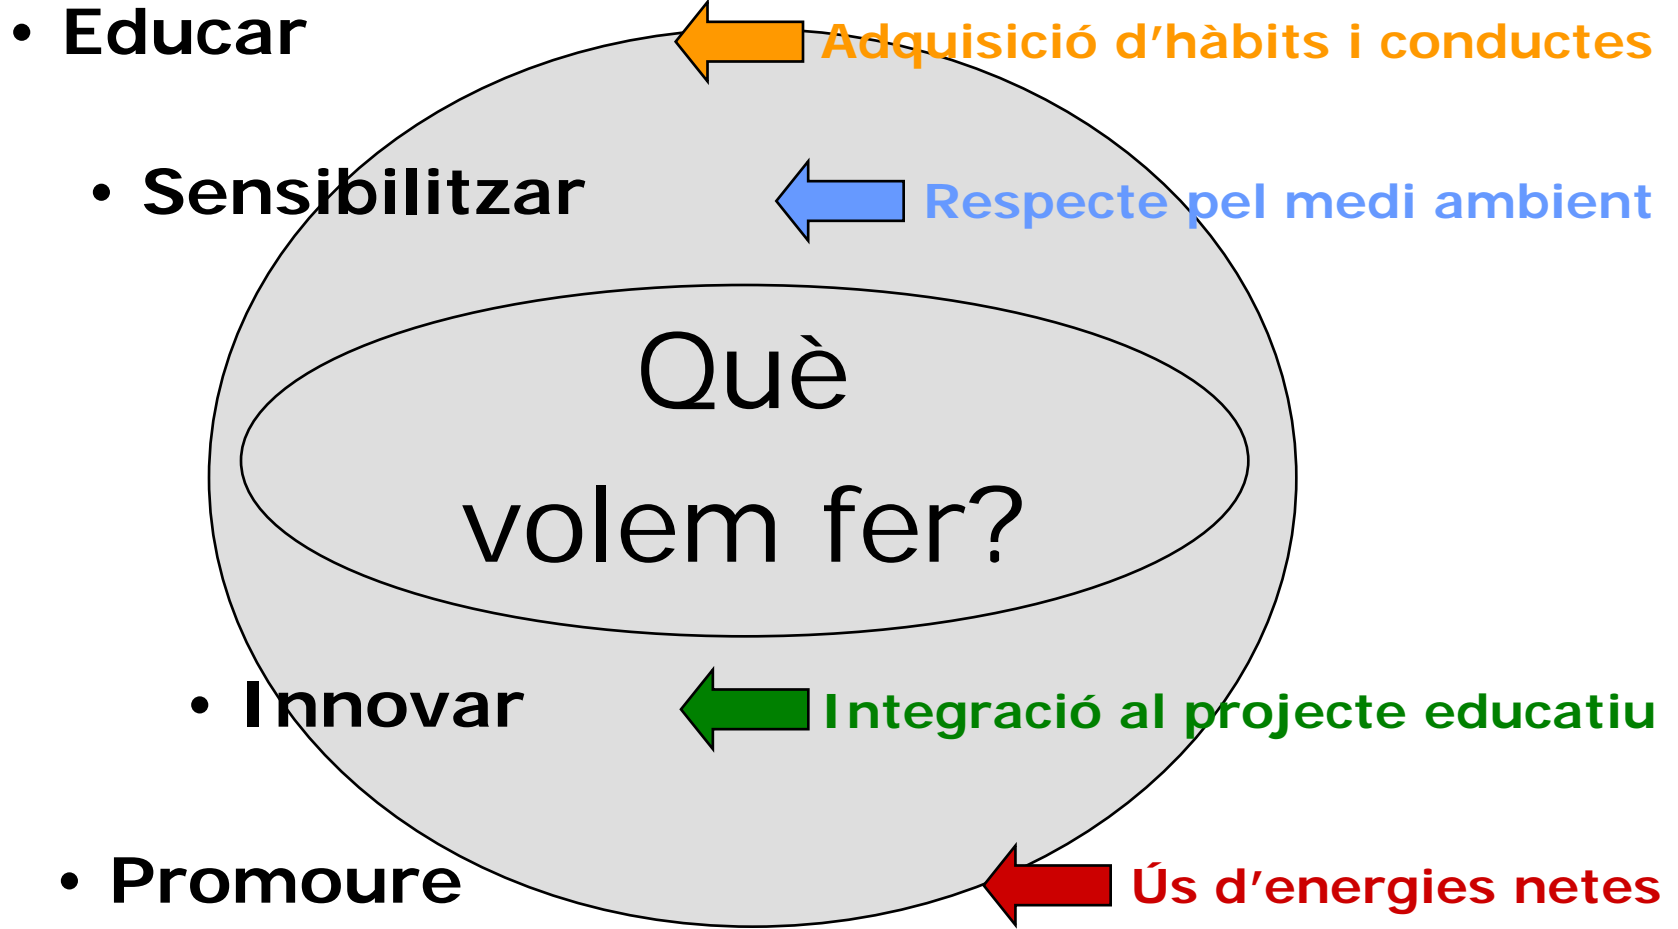 • Educar
Adquisició d’hàbits i conductes
• Sensibilitzar
Respecte pel medi ambient
Què
volem fer?
• Innovar
Integració al projecte educatiu
• Promoure
Ús d’energies netes